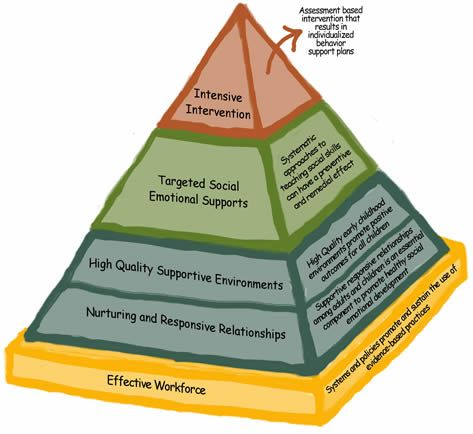 Assessment based
intervention that
results in
individualized
behavior
support plans
Intensive
Intervention
Targeted Social
Emotional Supports
Systematic
approaches to
teaching social skills
can have a preventive
and remedial effect
High Quality Supportive Environments
High Quality early childhood
environments promote positive
outcomes for all children
Nurturing and Responsive Relationships
Supportive responsive relationships
among adults and children is an essential
component to promote healthy social
emotional development
Effective Workforce
Systems and policies promote and sustain the use of
evidence-based practices